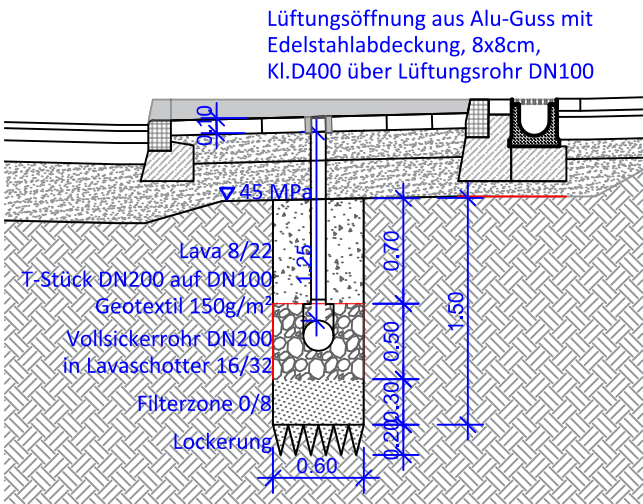 Lüftungsöffnung aus Alu-Guss mit
Edelstahlabdeckung, 8x8cm,
Kl.D400 über Lüftungsrohr DN100
0.10
0.10
45 MPa
Lava 8/22
T-Stück DN200 auf DN100
Geotextil 150g/m²
Vollsickerrohr DN200
in Lavaschotter 16/32
Filterzone 0/8
Lockerung
1.25
0.70
0.50
0.30
0.20
1.50
0.60